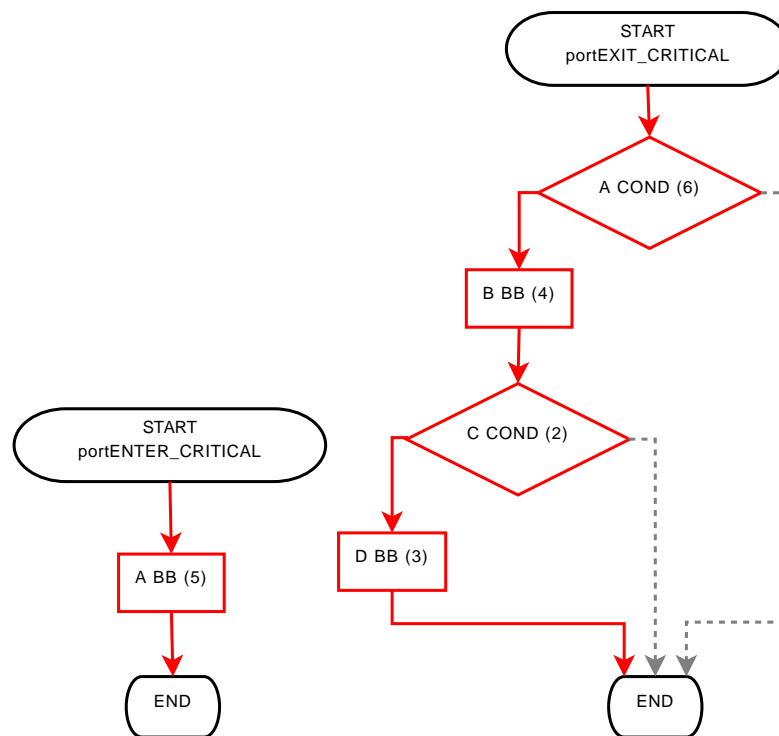 START
portEXIT_CRITICAL
A COND (6)
B BB (4)
C COND (2)
D BB (3)
END
START
portENTER_CRITICAL
A BB (5)
END